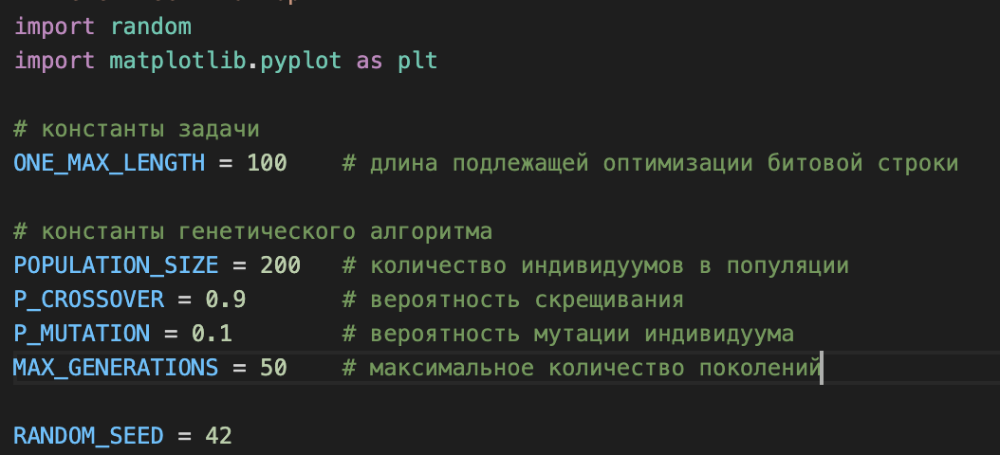 import random
import matplotlib.pyplot as plt
# константы задачи
ONE_MAX_LENGTH = 100    # длина подлежащей оптимизации битовой строки
# константы генетического алгоритма
POPULATION_SIZE = 200   # количество индивидуумов в популяции
P_CROSSOVER = 0.9       # вероятность скрещивания
P_MUTATION = 0.1        # вероятность мутации индивидуума
MAX_GENERATIONS = 50    # максимальное количество поколений
RANDOM_SEED = 42